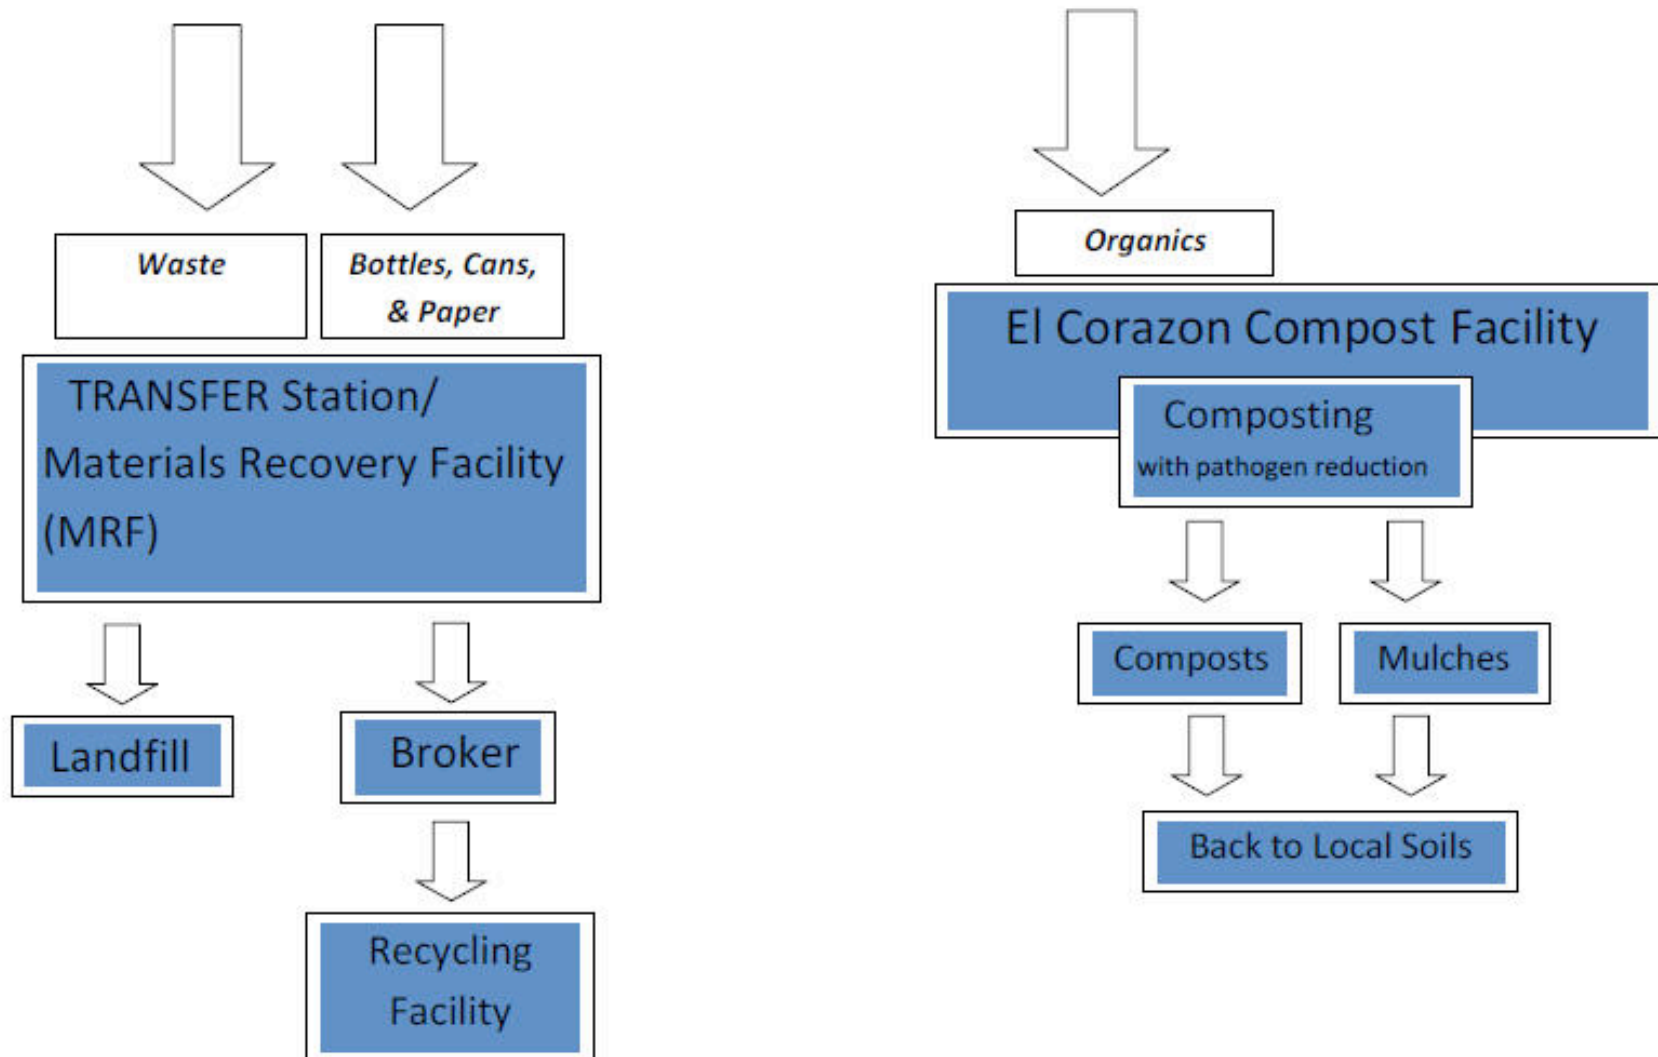 Waste
Bottles, Cans,
& Paper
TRANSFER Station/
Materials Recovery Facility
(MRF)
Landfill
Broker
Recycling
Facility
Organics
El Corazon Compost Facility
Composting
with pathogen reduction
Composts
Mulches
Back to Local Soils